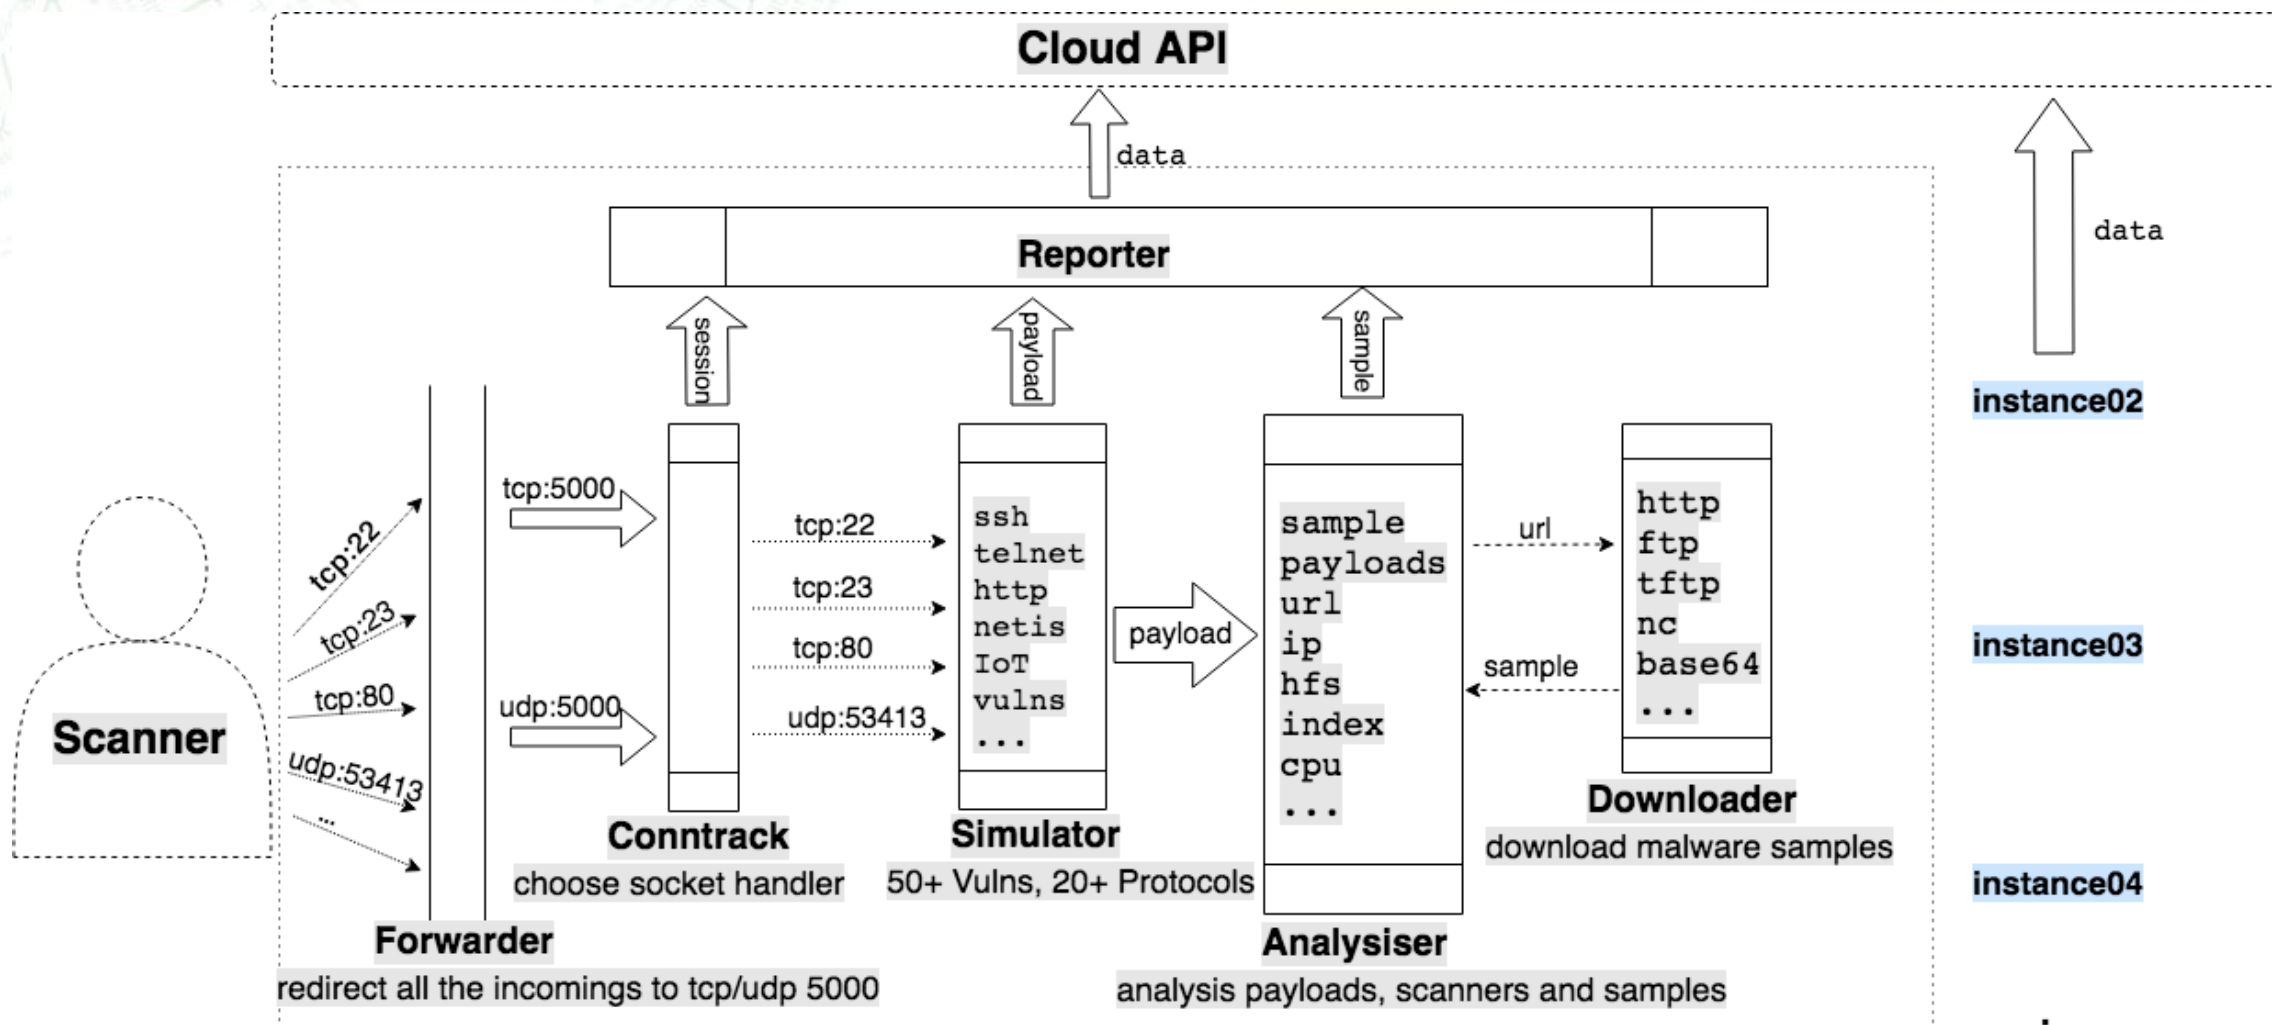 Cloud API
data
data
Reporter
session
payload
sample
instance02
tcp:5000
tcp:22
tcp:23
tcp:80
udp:53413
...
Scanner
udp:5000
tcp:22
tcp:23
tcp:80
udp:53413
ssh
telnet
http
netis
IoT
vulns
...
payload
sample
payloads
url
ip
hfs
index
cpu
...
url
sample
http
ftp
tftp
nc
base64
...
instance03
Downloader
download malware samples
Conntrack
choose socket handler
Simulator
50+ Vulns, 20+ Protocols
instance04
Forwarder
redirect all the incomings to tcp/udp 5000
Analysiser
analysis payloads, scanners and samples